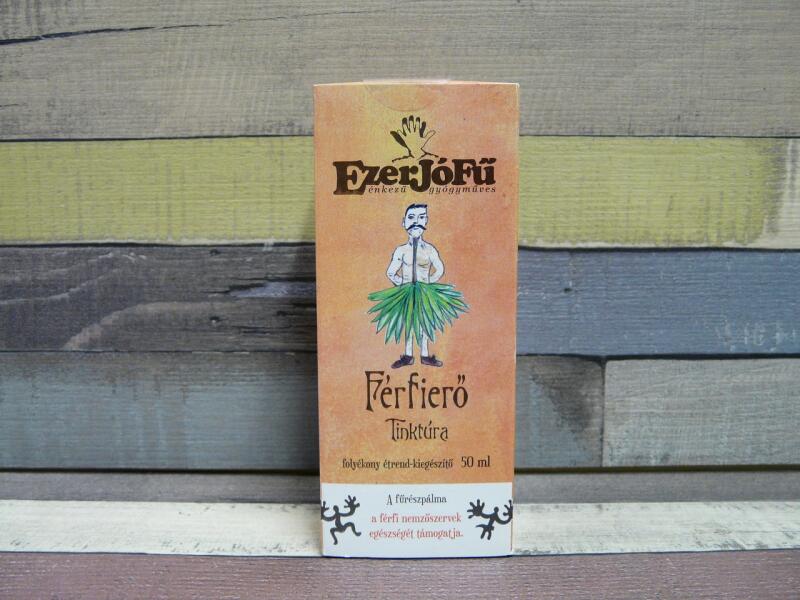 EzerJóFű
énkezű gyógyműves
Férfierő
Tinktúra
folyékony étrend-kiegészítő 50 ml
A fűrészpálma
a férfi nemzőszervek
egészségét támogatja.